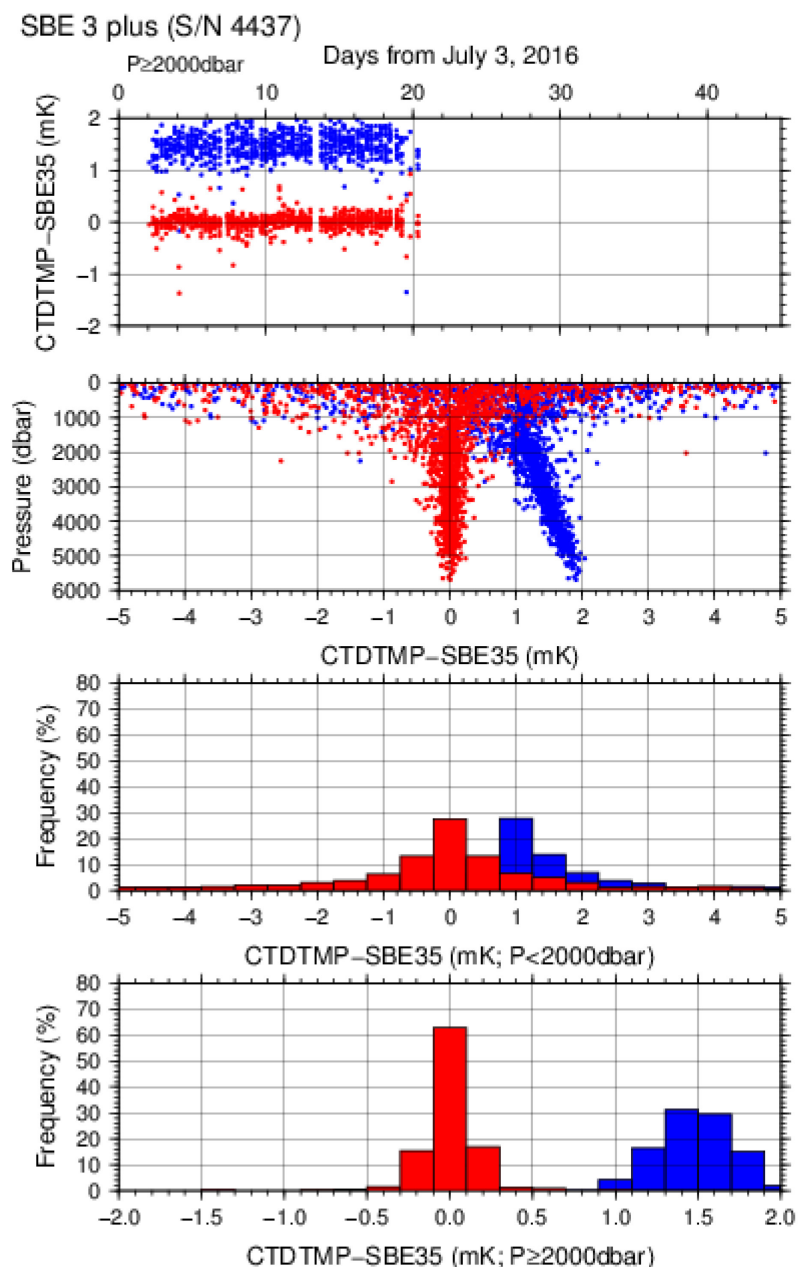 SBE 3 plus (S/N 4437)
P≥2000dbar
Days from July 3, 2016
0 10 20 30 40
CTDTMP−SBE35 (mK)
2
1
0
−1
−2
Pressure (dbar)
0
1000
2000
3000
4000
5000
6000
−5 −4 −3 −2 −1 0 1 2 3 4 5
CTDTMP−SBE35 (mK)
Frequency (%)
80
70
60
50
40
30
20
10
0
−5 −4 −3 −2 −1 0 1 2 3 4 5
CTDTMP−SBE35 (mK; P<2000dbar)
Frequency (%)
80
70
60
50
40
30
20
10
0
−2.0 −1.5 −1.0 −0.5 0.0 0.5 1.0 1.5 2.0
CTDTMP−SBE35 (mK; P≥2000dbar)